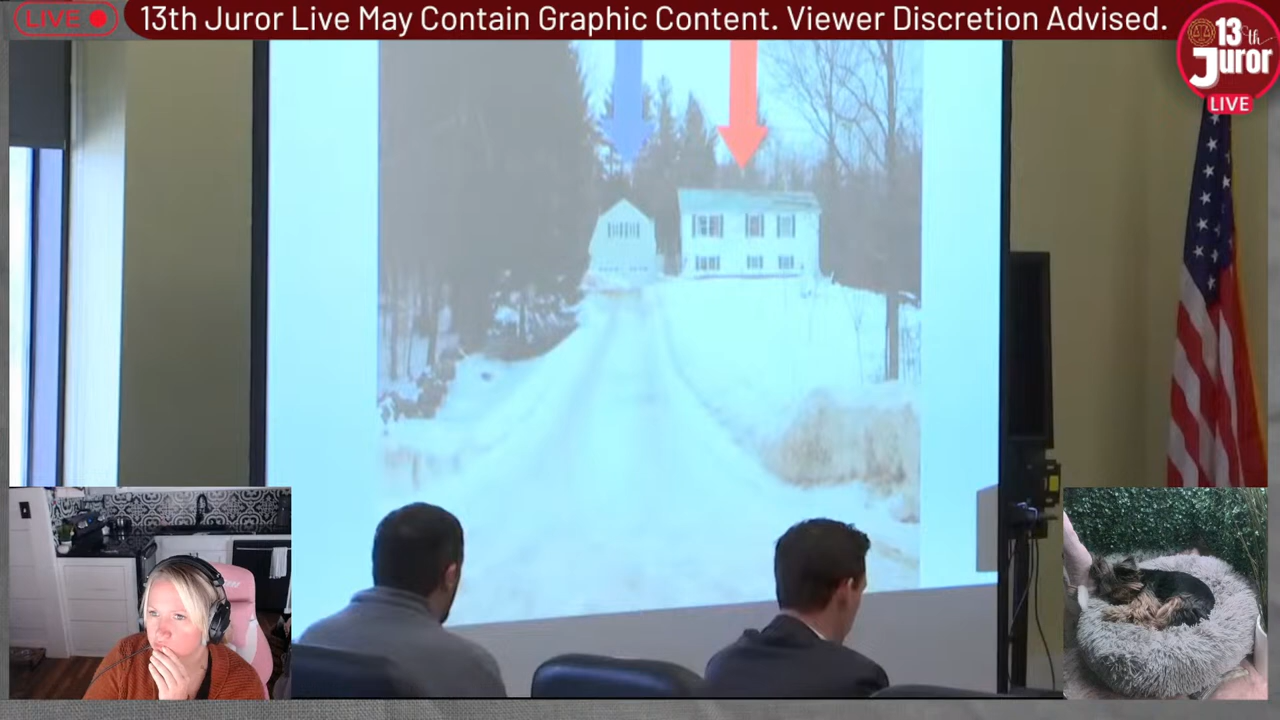 LIVE
13th Juror Live May Contain Graphic Content. Viewer Discretion Advised.
13th
Juror
LIVE